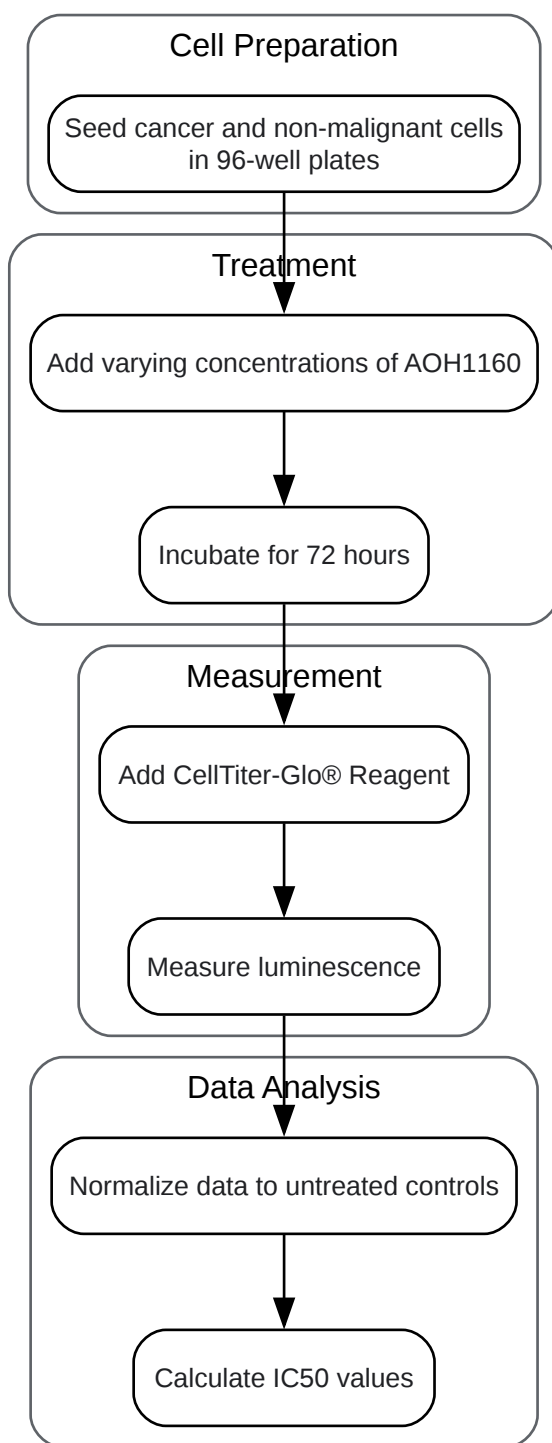 Cell Preparation
Seed cancer and non-malignant cells
in 96-well plates
Treatment
Add varying concentrations of AOH1160
Incubate for 72 hours
Measurement
Add CellTiter-Glo® Reagent
Measure luminescence
Data Analysis
Normalize data to untreated controls
Calculate IC50 values